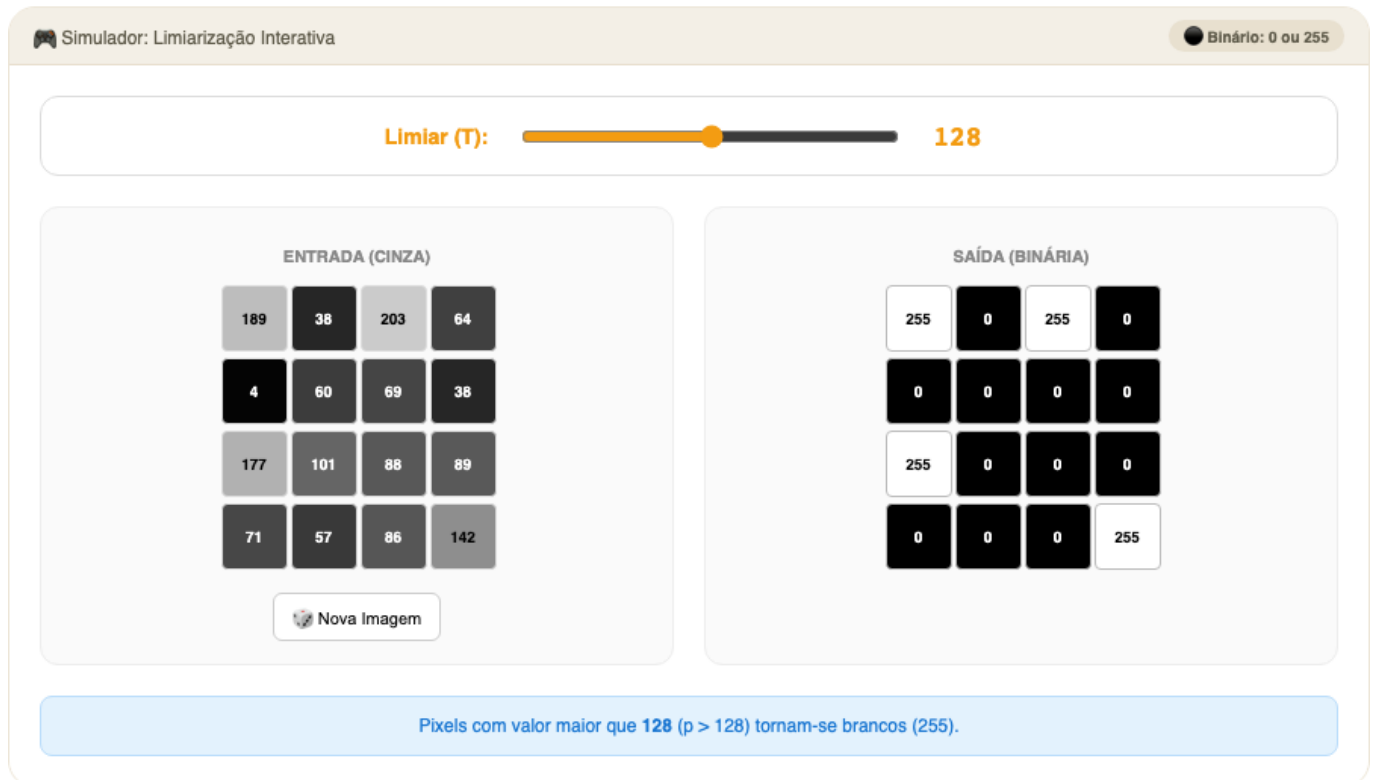 🎮 Simulador: Limiarização Interativa
⚫ Binário: 0 ou 255
Limiar (T): 128
ENTRADA (CINZA)
189 38 203 64
4 60 69 38
177 101 88 89
71 57 86 142
🎲 Nova Imagem
SAÍDA (BINÁRIA)
255 0 255 0
0 0 0 0
255 0 0 0
0 0 0 255
Pixels com valor maior que 128 (p > 128) tornam-se brancos (255).